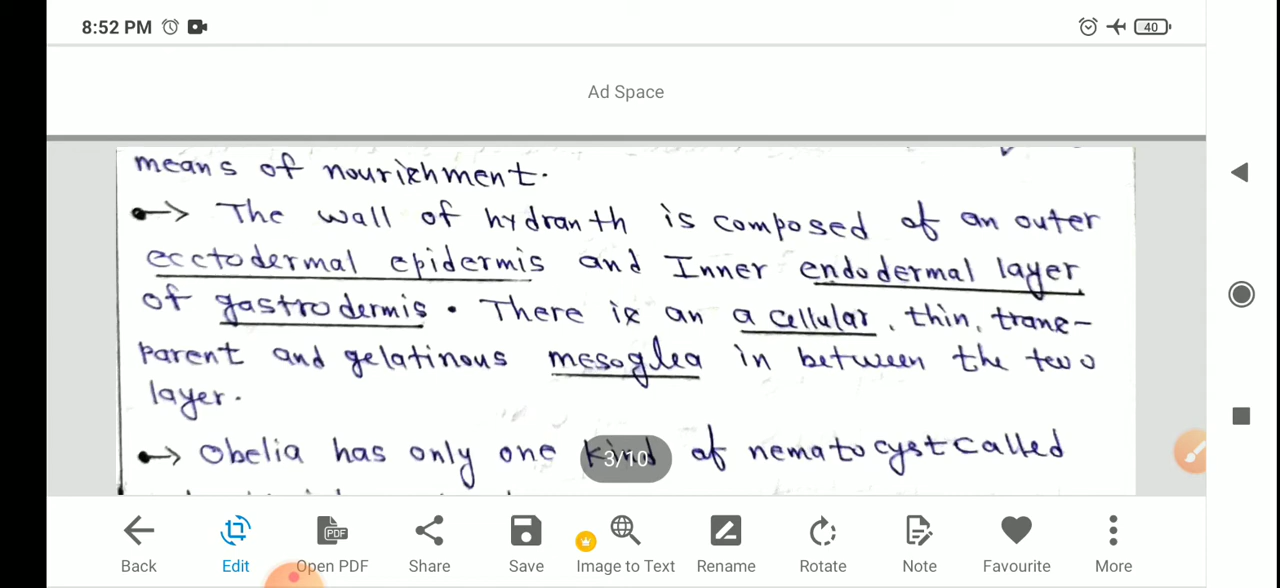 8:52 PM
40
Ad Space
means of nourishment.
The wall of hydranth is composed of an outer
ecctodermal epidermis and Inner endodermal layer
of gastrodermis. There is an a cellular, thin, trans-
parent and gelatinous mesoglea in between the two
layer.
Obelia has only one kind of nematocyst called
3/10
Back
Edit
Open PDF
Share
Save
Image to Text
Rename
Rotate
Note
Favourite
More